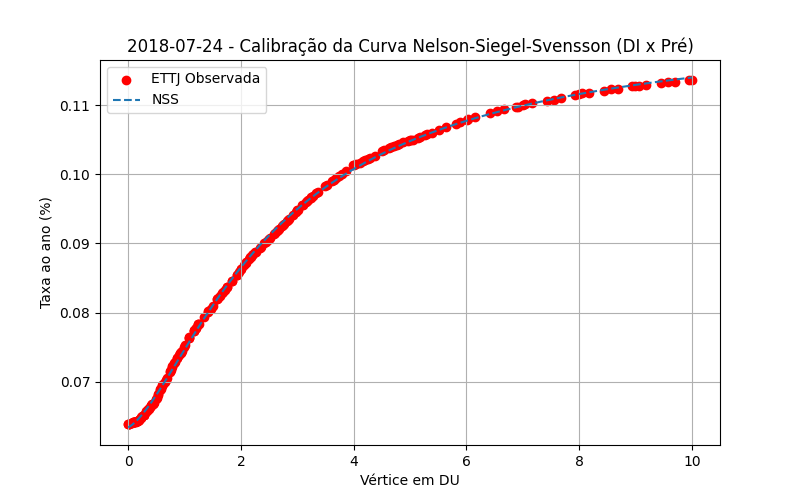 2018-07-24 - Calibração da Curva Nelson-Siegel-Svensson (DI x Pré)
ETTJ Observada
NSS
Taxa ao ano (%)
0.11
0.10
0.09
0.08
0.07
0 2 4 6 8 10
Vértice em DU